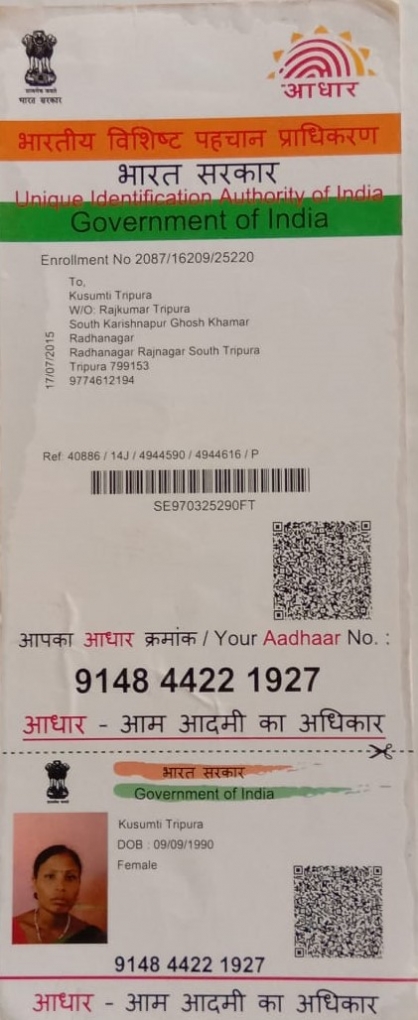 सत्यमेव जयते
भारत सरकार
आधार
भारतीय विशिष्ट पहचान प्राधिकरण
भारत सरकार
Unique Identification Authority of India
Government of India
Enrollment No 2087/16209/25220
17/07/2015
To,
Kusumti Tripura
W/O: Rajkumar Tripura
South Karishnapur Ghosh Khamar
Radhanagar
Radhanagar Rajnagar South Tripura
Tripura 799153
9774612194
Ref: 40886 / 14J / 4944590 / 4944616 / P
SE970325290FT
आपका आधार क्रमांक / Your Aadhaar No. :
9148 4422 1927
आधार - आम आदमी का अधिकार
भारत सरकार
Government of India
Kusumti Tripura
DOB : 09/09/1990
Female
9148 4422 1927
आधार - आम आदमी का अधिकार